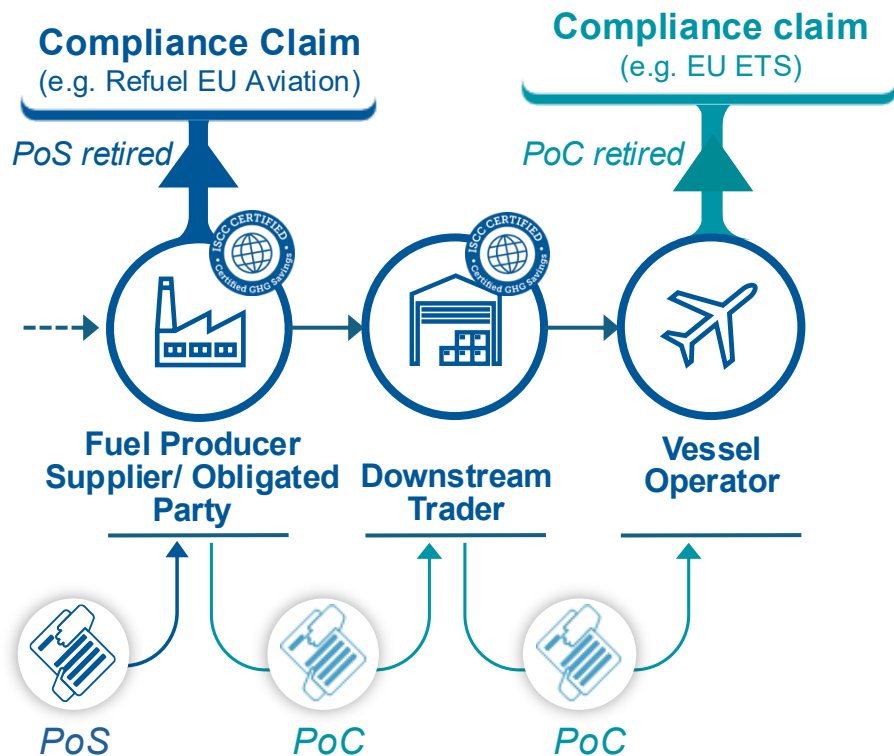 Compliance Claim
(e.g. Refuel EU Aviation)
Compliance claim
(e.g. EU ETS)
PoS retired
PoC retired
ISCC CERTIFIED
• Certified GHG Savings •
ISCC CERTIFIED
• Certified GHG Savings •
Fuel Producer
Supplier/ Obligated
Party
Downstream
Trader
Vessel
Operator
PoS
PoC
PoC